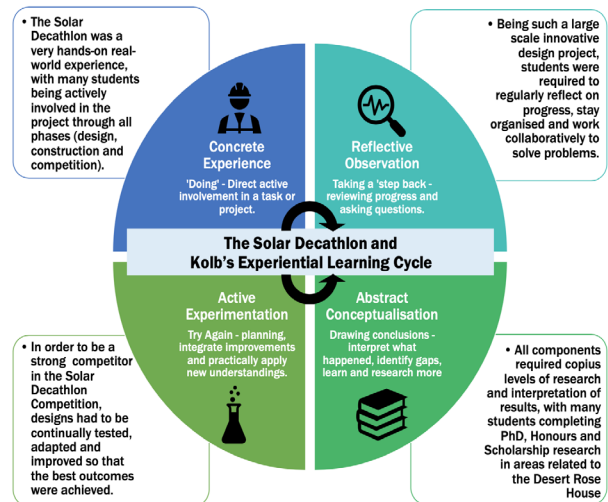 • The Solar
Decathlon was a
very hands-on real-
world experience,
with many students
being actively
involved in the
project through all
phases (design,
construction and
competition).
• Being such a large
scale innovative
design project,
students were
required to
regularly reflect on
progress, stay
organised and work
collaboratively to
solve problems.
Concrete
Experience
'Doing' - Direct active
involvement in a task or
project.
Reflective
Observation
Taking a 'step back -
reviewing progress and
asking questions.
The Solar Decathlon and
Kolb's Experiential Learning Cycle
Active
Experimentation
Try Again - planning,
integrate improvements
and practically apply
new understandings.
Abstract
Conceptualisation
Drawing conclusions -
interpret what
happened, identify gaps,
learn and research more
• In order to be a
strong competitor
in the Solar
Decathlon
Competition,
designs had to be
continually tested,
adapted and
improved so that
the best outcomes
were achieved.
• All components
required copius
levels of research
and interpretation of
results, with many
students completing
PhD, Honours and
Scholarship research
in areas related to
the Desert Rose
House